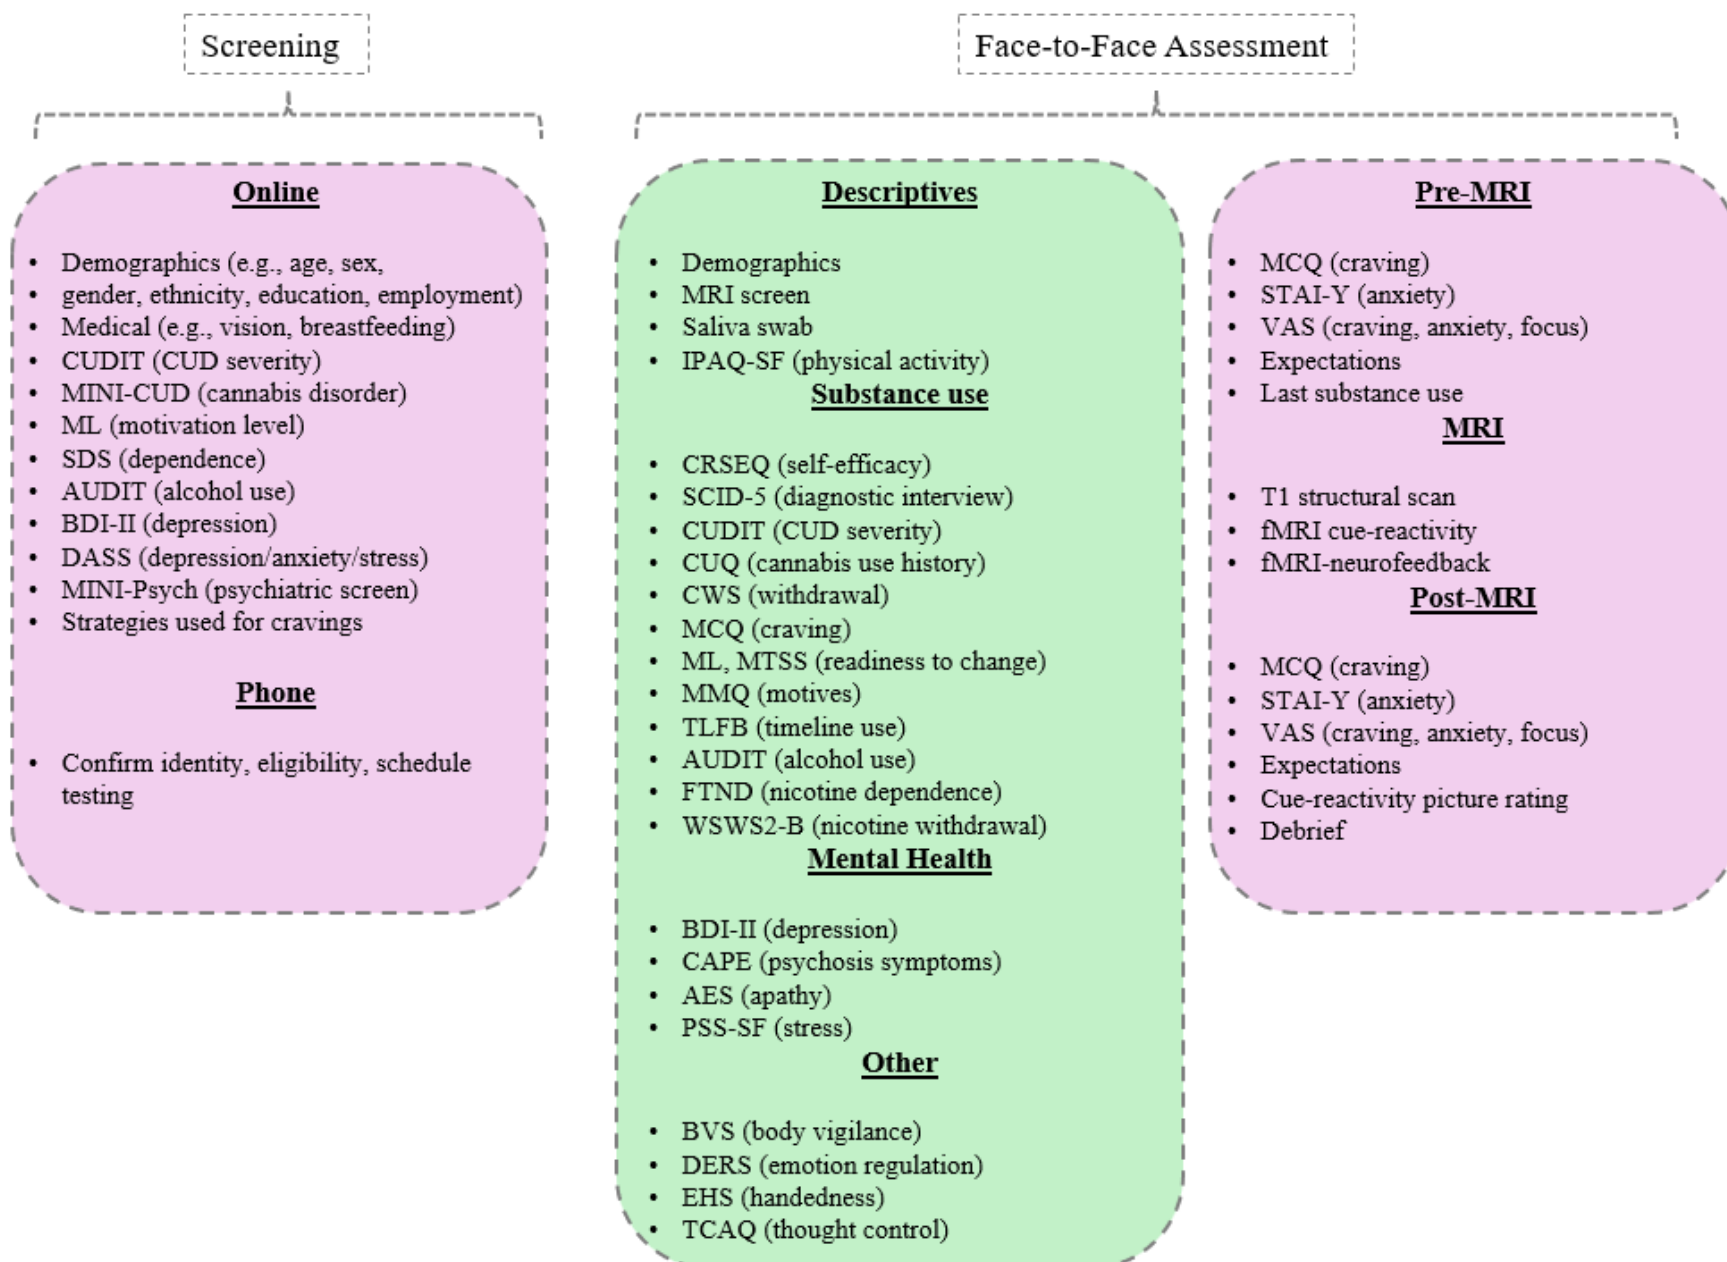 Screening
Face-to-Face Assessment
Online
• Demographics (e.g., age, sex,
• gender, ethnicity, education, employment)
• Medical (e.g., vision, breastfeeding)
• CUDIT (CUD severity)
• MINI-CUD (cannabis disorder)
• ML (motivation level)
• SDS (dependence)
• AUDIT (alcohol use)
• BDI-II (depression)
• DASS (depression/anxiety/stress)
• MINI-Psych (psychiatric screen)
• Strategies used for cravings
Phone
• Confirm identity, eligibility, schedule
testing
Descriptives
• Demographics
• MRI screen
• Saliva swab
• IPAQ-SF (physical activity)
Substance use
• CRSEQ (self-efficacy)
• SCID-5 (diagnostic interview)
• CUDIT (CUD severity)
• CUQ (cannabis use history)
• CWS (withdrawal)
• MCQ (craving)
• ML, MTSS (readiness to change)
• MMQ (motives)
• TLFB (timeline use)
• AUDIT (alcohol use)
• FTND (nicotine dependence)
• WSWS2-B (nicotine withdrawal)
Mental Health
• BDI-II (depression)
• CAPE (psychosis symptoms)
• AES (apathy)
• PSS-SF (stress)
Other
• BVS (body vigilance)
• DERS (emotion regulation)
• EHS (handedness)
• TCAQ (thought control)
Pre-MRI
• MCQ (craving)
• STAI-Y (anxiety)
• VAS (craving, anxiety, focus)
• Expectations
• Last substance use
MRI
• T1 structural scan
• fMRI cue-reactivity
• fMRI-neurofeedback
Post-MRI
• MCQ (craving)
• STAI-Y (anxiety)
• VAS (craving, anxiety, focus)
• Expectations
• Cue-reactivity picture rating
• Debrief